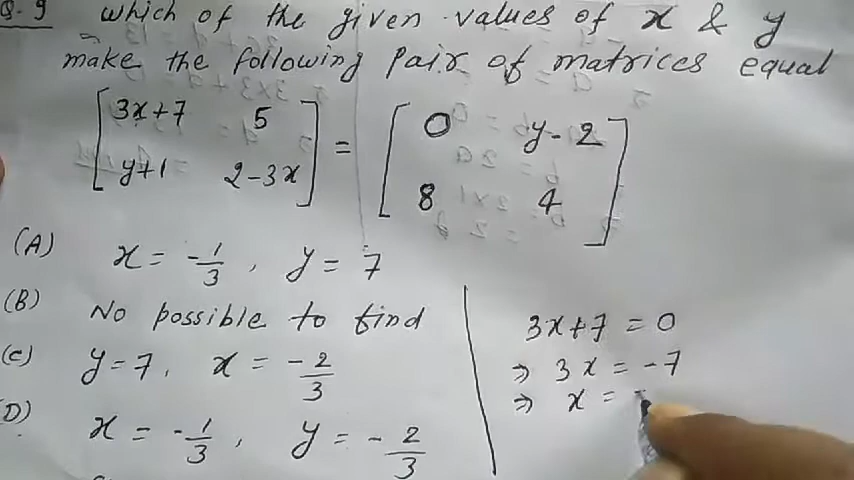 Q-9 which of the given values of x & y
make the following pair of matrices equal
[ 3x+7 5 ] = [ 0 y-2 ]
[ y+1 2-3x ] [ 8 4 ]
(A) x = -1/3 , y = 7
(B) No possible to find
(C) y=7, x = -2/3
(D) x = -1/3 , y = -2/3
3x+7 = 0
⇒ 3x = -7
⇒ x = -